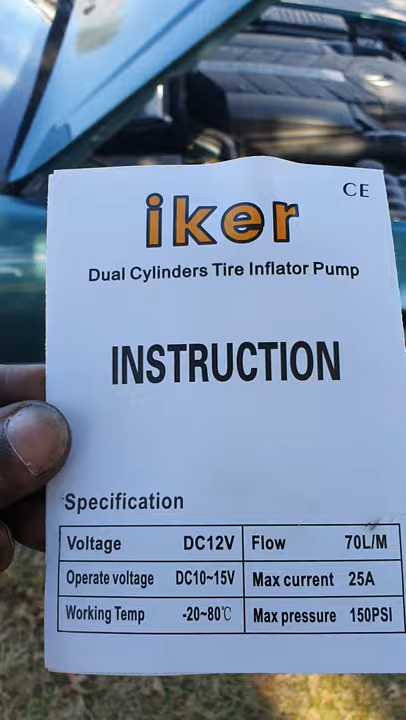 CE
iker
Dual Cylinders Tire Inflator Pump
INSTRUCTION
Specification
Voltage DC12V Flow 70L/M
Operate voltage DC10~15V Max current 25A
Working Temp -20~80℃ Max pressure 150PSI